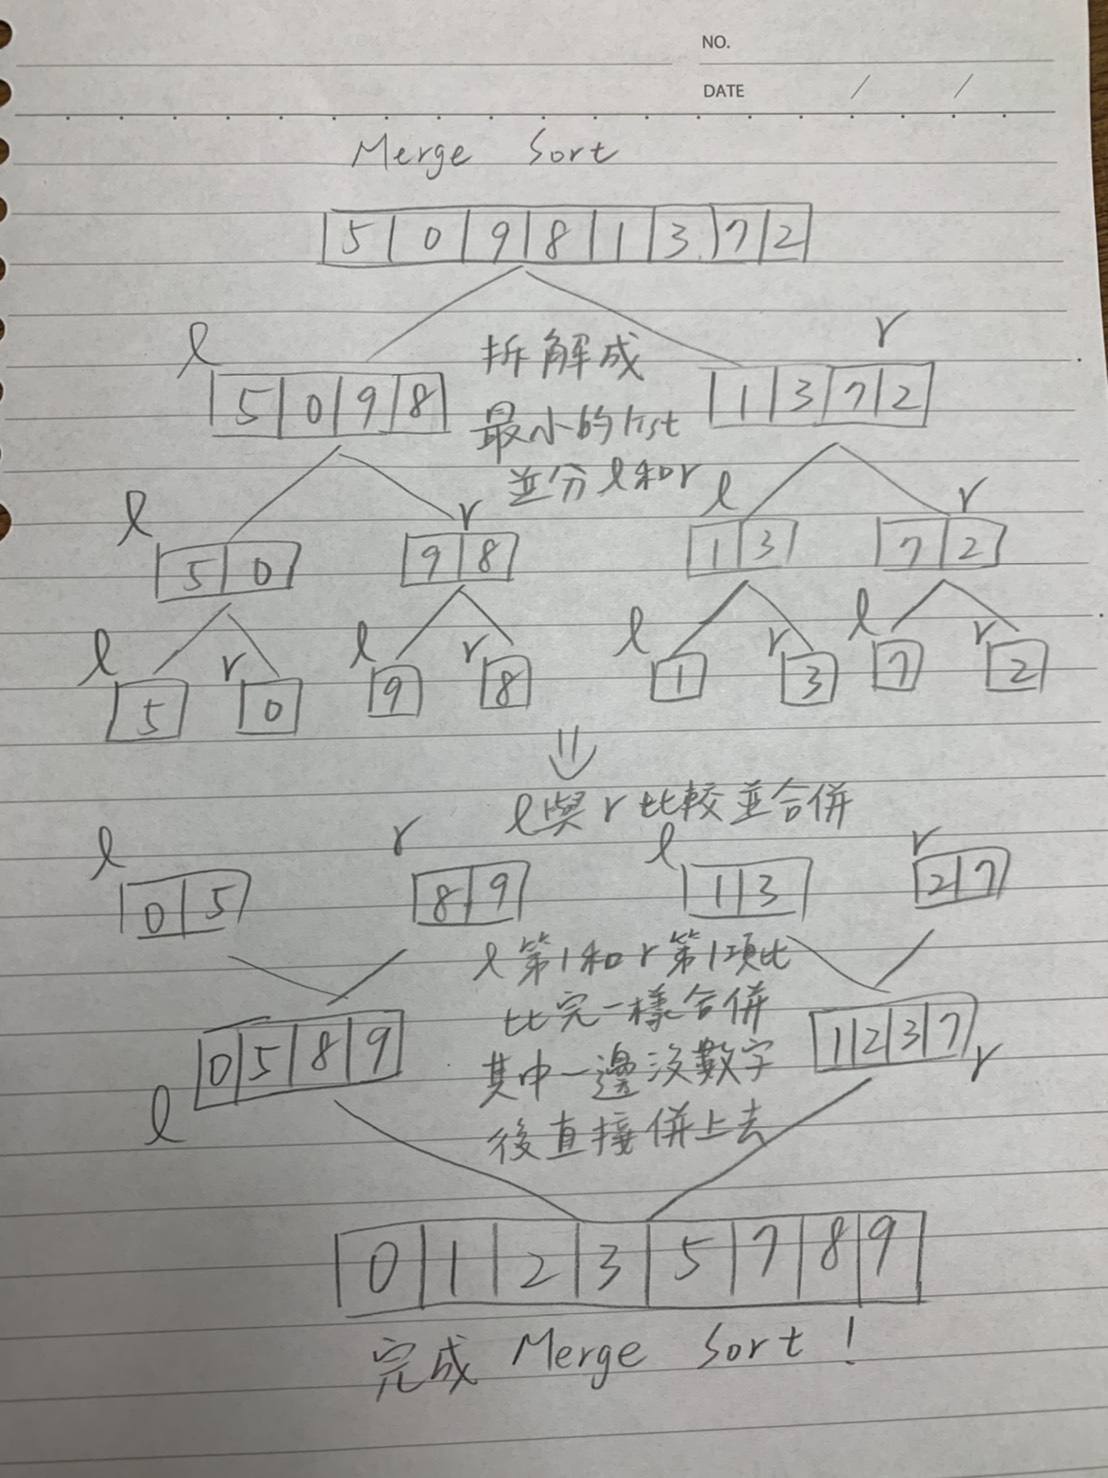 NO.
DATE / /
Merge Sort
5 0 9 8 1 3 7 2
l r
拆解成
5 0 9 8 1 3 7 2
最小的list
並分l和r
l r l r
5 0 9 8 1 3 7 2
l r l r l r l r
5 0 9 8 1 3 7 2
l與r比較並合併
l r l r
0 5 8 9 1 3 2 7
l第1和r第1項比
比完一樣合併
0 5 8 9 1 2 3 7
其中一邊沒數字
l r
後直接併上去
0 1 2 3 5 7 8 9
完成 Merge Sort!